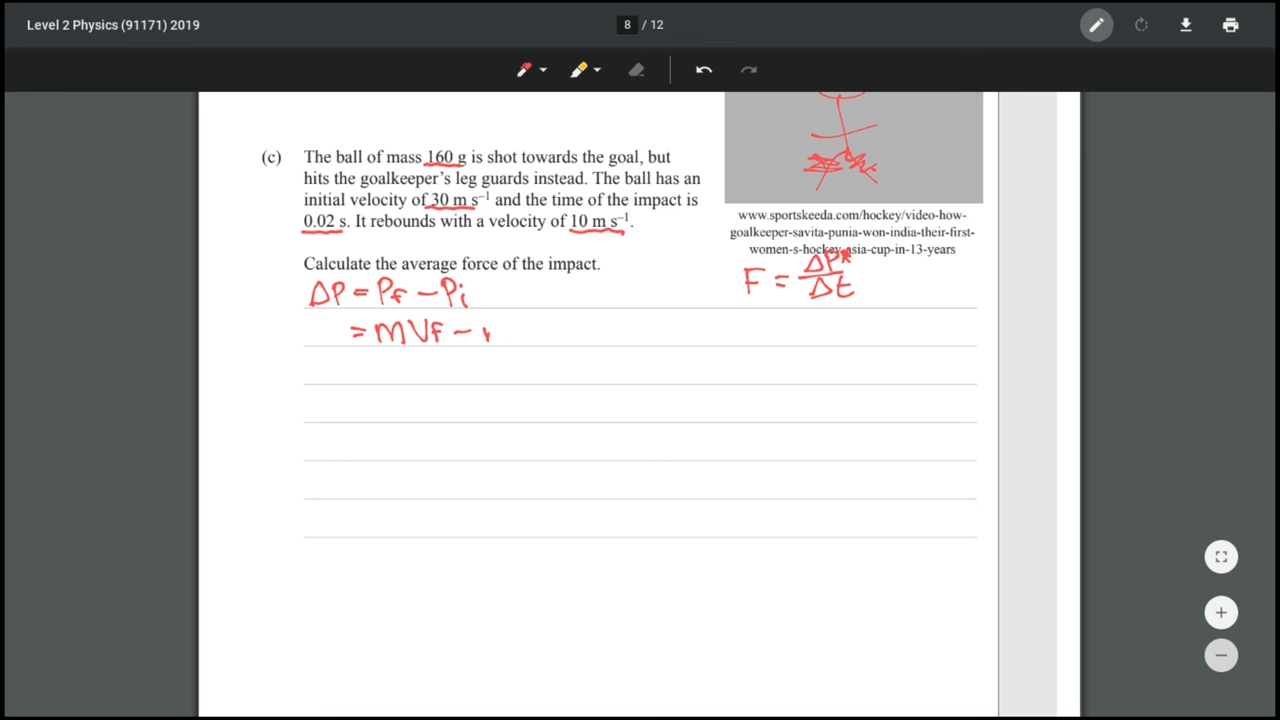 Level 2 Physics (91171) 2019
8 / 12
(c) The ball of mass 160 g is shot towards the goal, but
hits the goalkeeper's leg guards instead. The ball has an
initial velocity of 30 m s⁻¹ and the time of the impact is
0.02 s. It rebounds with a velocity of 10 m s⁻¹.
www.sportskeeda.com/hockey/video-how-
goalkeeper-savita-punia-won-india-their-first-
women-s-hockey-asia-cup-in-13-years
Calculate the average force of the impact.
F = ΔP*/Δt
ΔP = Pf - Pi
= mVf -